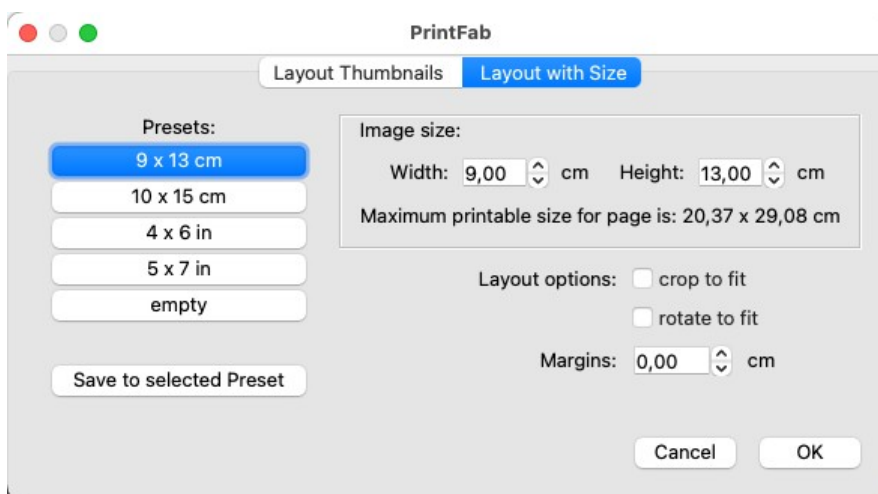 PrintFab
Layout Thumbnails Layout with Size
Presets:
9 x 13 cm
10 x 15 cm
4 x 6 in
5 x 7 in
empty
Save to selected Preset
Image size:
Width: 9,00 cm Height: 13,00 cm
Maximum printable size for page is: 20,37 x 29,08 cm
Layout options: crop to fit
rotate to fit
Margins: 0,00 cm
Cancel OK